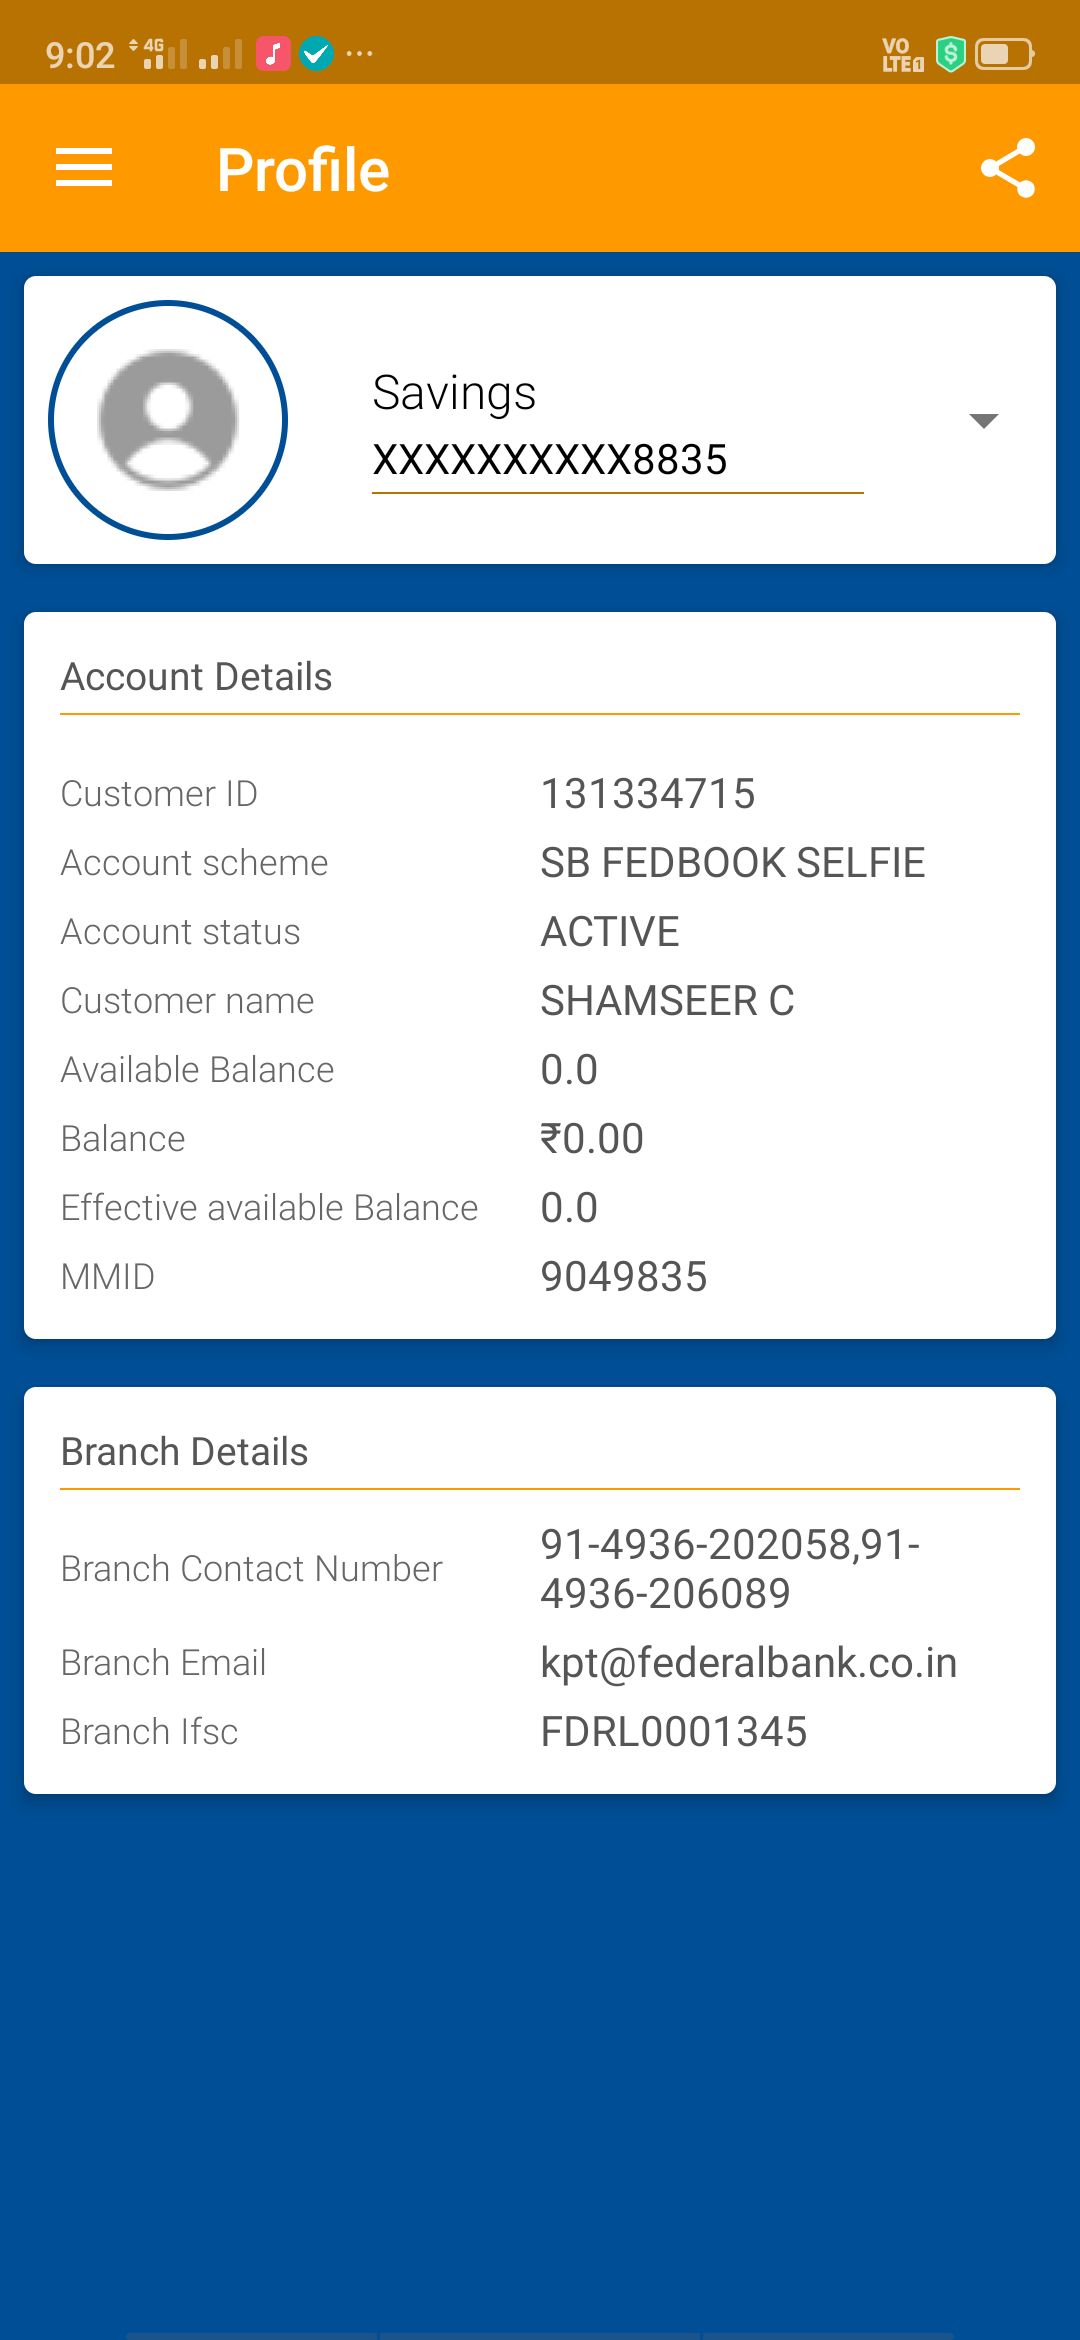 9:02 4G VO LTE 1
Profile
Savings
XXXXXXXXXX8835
Account Details
Customer ID 131334715
Account scheme SB FEDBOOK SELFIE
Account status ACTIVE
Customer name SHAMSEER C
Available Balance 0.0
Balance ₹0.00
Effective available Balance 0.0
MMID 9049835
Branch Details
Branch Contact Number 91-4936-202058,91-
4936-206089
Branch Email kpt@federalbank.co.in
Branch Ifsc FDRL0001345